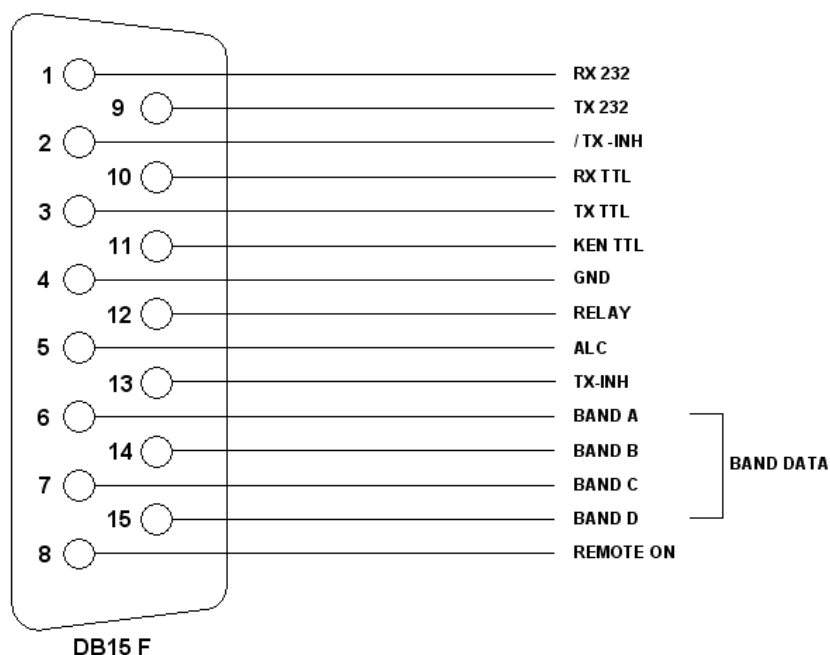 1 RX 232
9 TX 232
2 / TX -INH
10 RX TTL
3 TX TTL
11 KEN TTL
4 GND
12 RELAY
5 ALC
13 TX-INH
6 BAND A
14 BAND B
BAND DATA
7 BAND C
15 BAND D
8 REMOTE ON
DB15 F